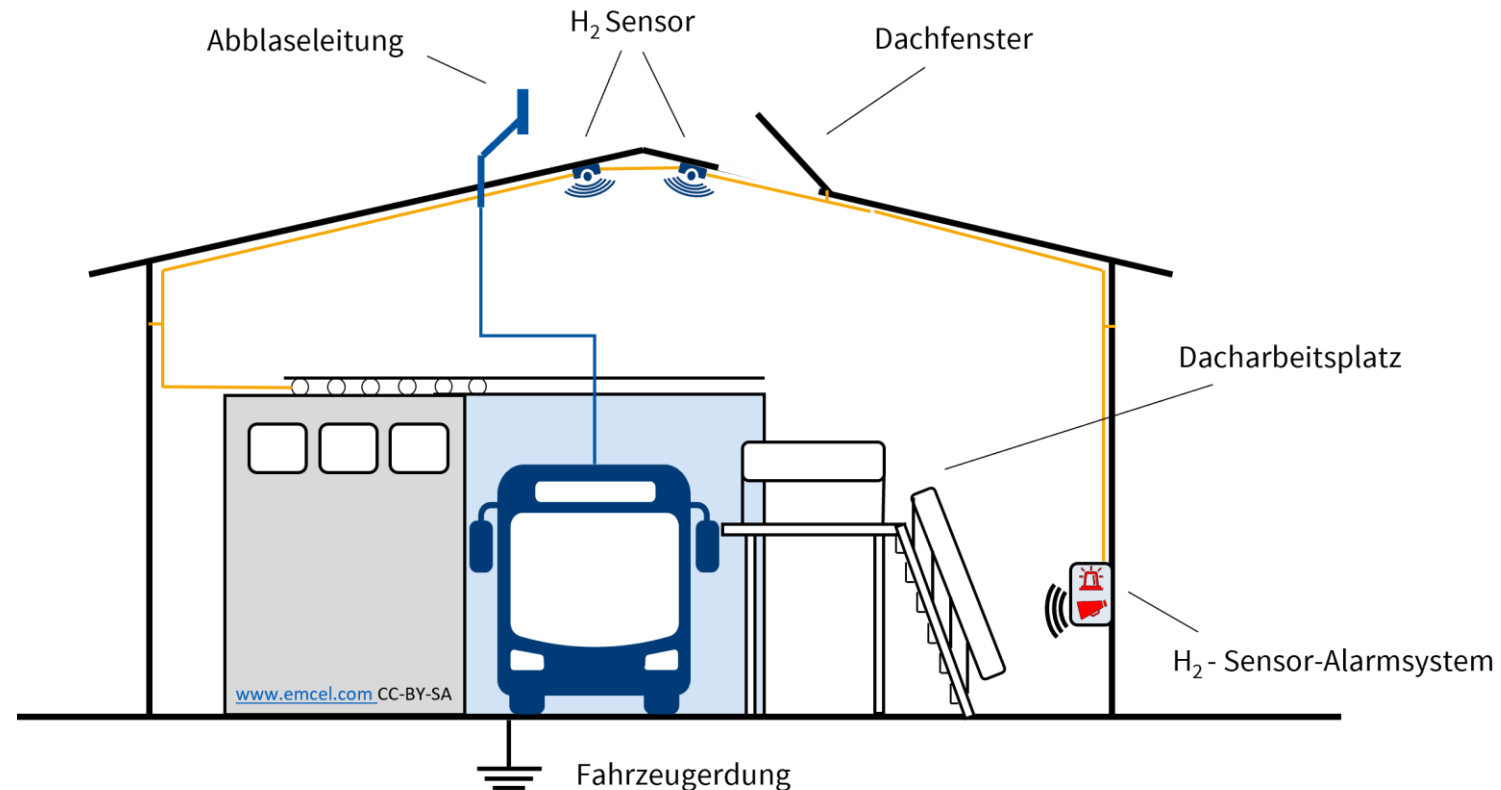 H₂ Sensor
Abblaseleitung
Dachfenster
Dacharbeitsplatz
H₂ - Sensor-Alarmsystem
www.emcel.com CC-BY-SA
Fahrzeugerdung